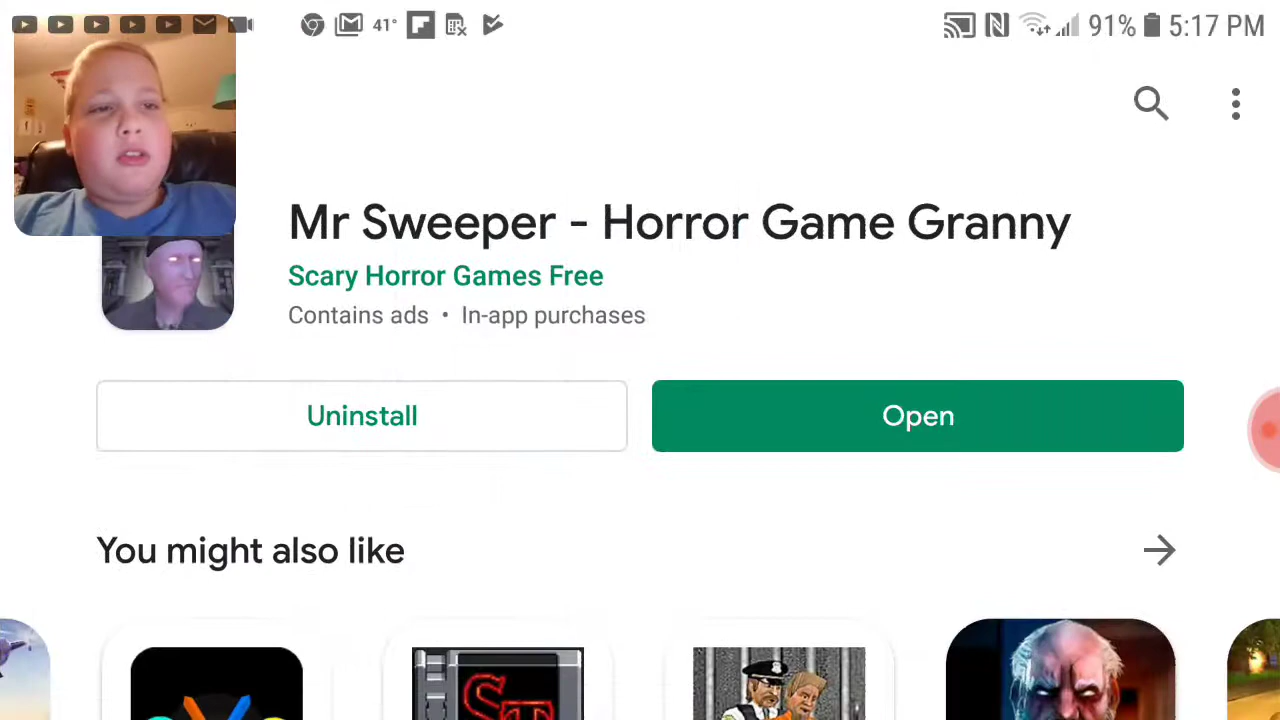 41° 91% 5:17 PM
Mr Sweeper - Horror Game Granny
Scary Horror Games Free
Contains ads • In-app purchases
Uninstall Open
You might also like
ST